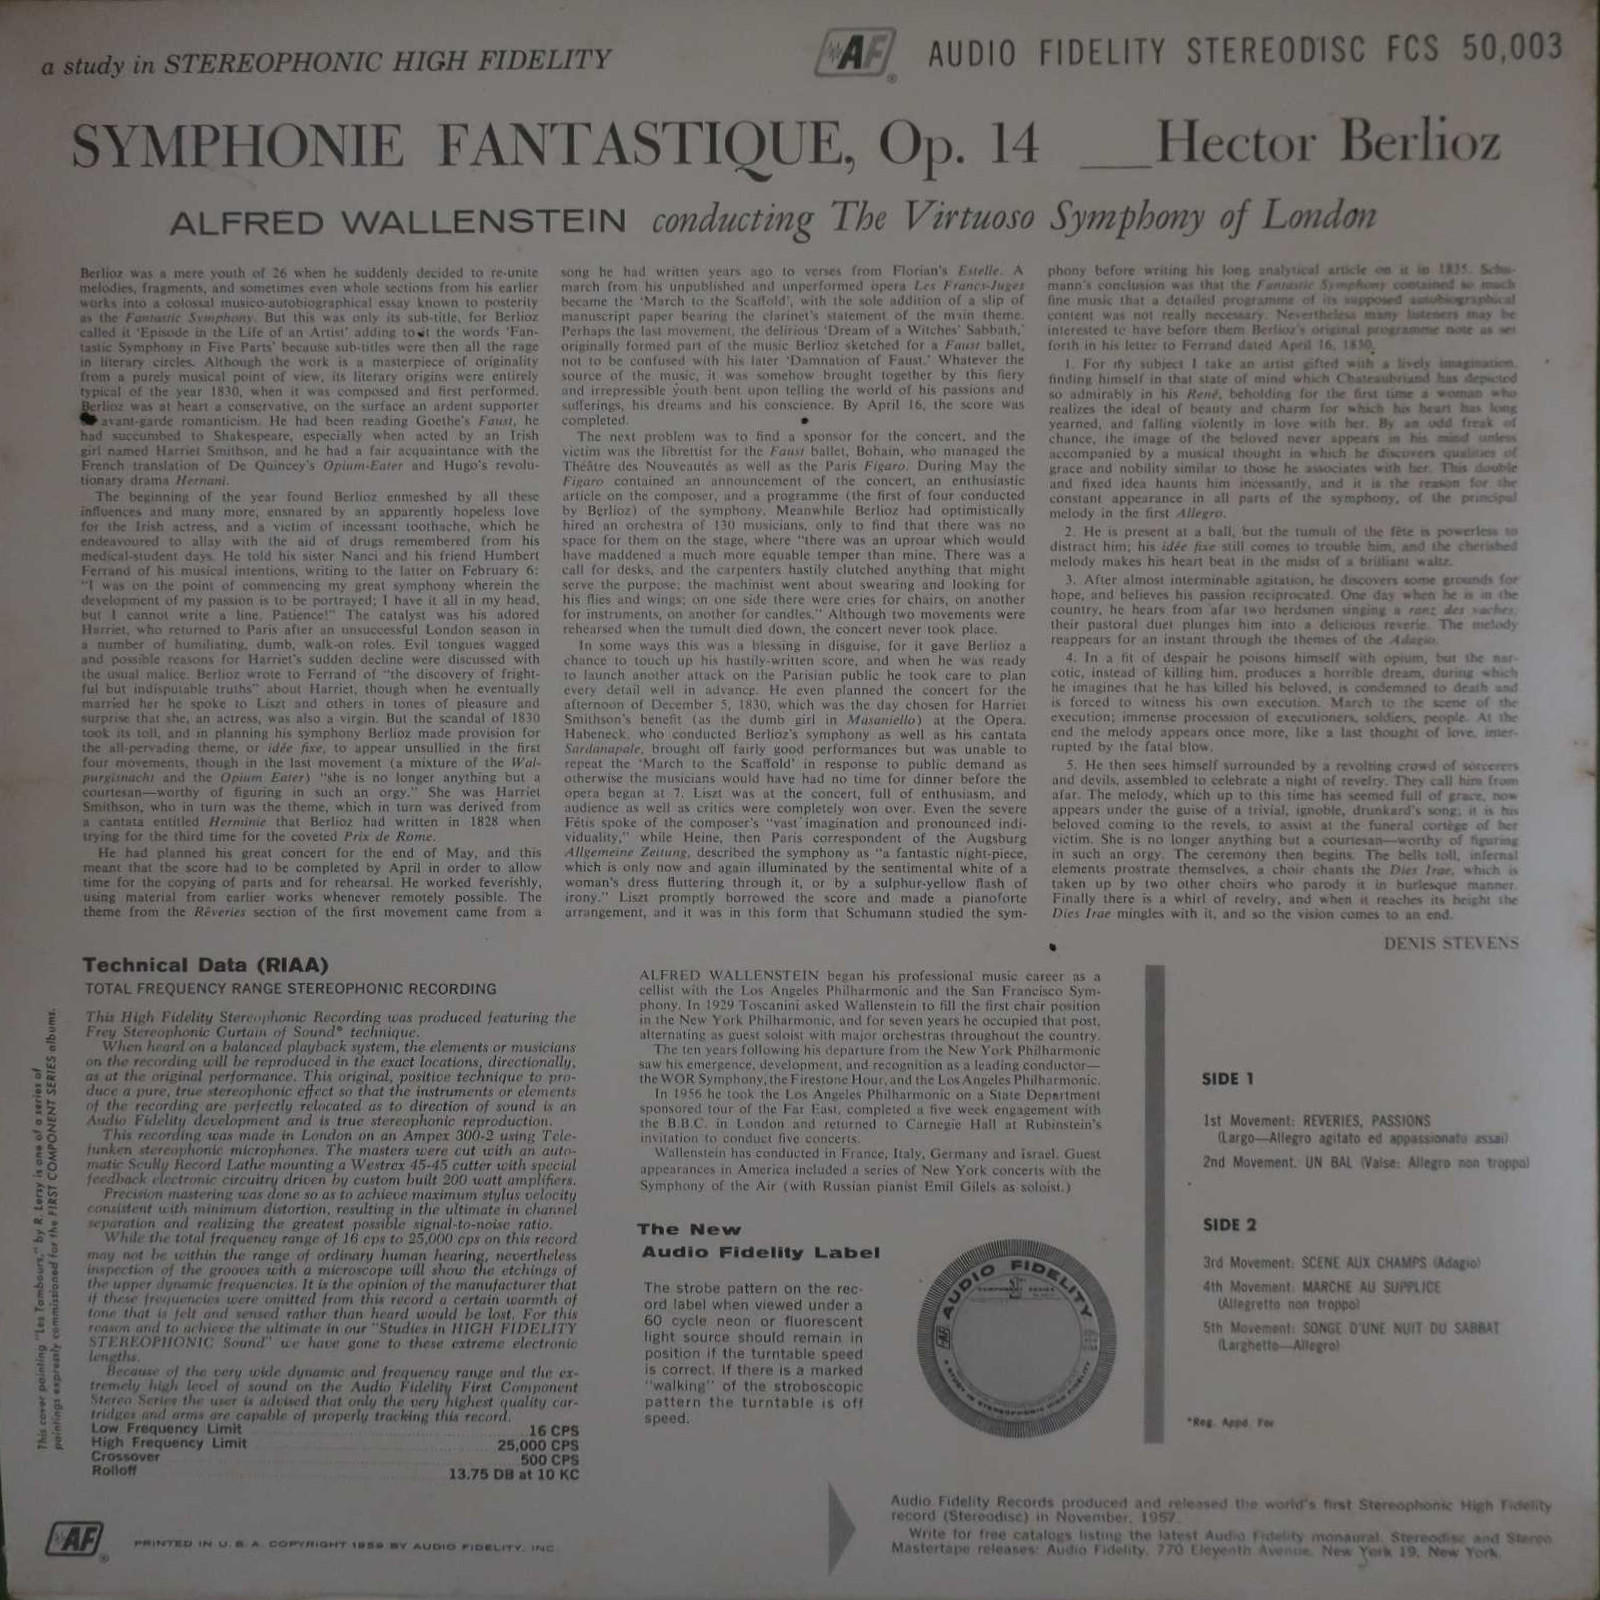 a study in STEREOPHONIC HIGH FIDELITY
AF ® AUDIO FIDELITY STEREODISC FCS 50,003
SYMPHONIE FANTASTIQUE, Op. 14 __Hector Berlioz
ALFRED WALLENSTEIN conducting The Virtuoso Symphony of London
Berlioz was a mere youth of 26 when he suddenly decided to re-unite
melodies, fragments, and sometimes even whole sections from his earlier
works into a colossal musico-autobiographical essay known to posterity
as the Fantastic Symphony. But this was only its sub-title, for Berlioz
called it 'Episode in the Life of an Artist' adding to it the words 'Fan-
tastic Symphony in Five Parts' because sub-titles were then all the rage
in literary circles. Although the work is a masterpiece of originality
from a purely musical point of view, its literary origins were entirely
typical of the year 1830, when it was composed and first performed.
Berlioz was at heart a conservative, on the surface an ardent supporter
avant-garde romanticism. He had been reading Goethe's Faust, he
had succumbed to Shakespeare, especially when acted by an Irish
girl named Harriet Smithson, and he had a fair acquaintance with the
French translation of De Quincey's Opium-Eater and Hugo's revolu-
tionary drama Hernani.
The beginning of the year found Berlioz enmeshed by all these
influences and many more, ensnared by an apparently hopeless love
for the Irish actress, and a victim of incessant toothache, which he
endeavoured to allay with the aid of drugs remembered from his
medical-student days. He told his sister Nanci and his friend Humbert
Ferrand of his musical intentions, writing to the latter on February 6:
"I was on the point of commencing my great symphony wherein the
development of my passion is to be portrayed; I have it all in my head,
but I cannot write a line. Patience!" The catalyst was his adored
Harriet, who returned to Paris after an unsuccessful London season in
a number of humiliating, dumb, walk-on roles. Evil tongues wagged
and possible reasons for Harriet's sudden decline were discussed with
the usual malice. Berlioz wrote to Ferrand of "the discovery of fright-
ful but indisputable truths" about Harriet, though when he eventually
married her he spoke to Liszt and others in tones of pleasure and
surprise that she, an actress, was also a virgin. But the scandal of 1830
took its toll, and in planning his symphony Berlioz made provision for
the all-pervading theme, or idée fixe, to appear unsullied in the first
four movements, though in the last movement (a mixture of the Wal-
purgisnacht and the Opium Eater) "she is no longer anything but a
courtesan—worthy of figuring in such an orgy." She was Harriet
Smithson, who in turn was the theme, which in turn was derived from
a cantata entitled Herminie that Berlioz had written in 1828 when
trying for the third time for the coveted Prix de Rome.
He had planned his great concert for the end of May, and this
meant that the score had to be completed by April in order to allow
time for the copying of parts and for rehearsal. He worked feverishly,
using material from earlier works whenever remotely possible. The
theme from the Rêveries section of the first movement came from a
song he had written years ago to verses from Florian's Estelle. A
march from his unpublished and unperformed opera Les Francs-Juges
became the 'March to the Scaffold', with the sole addition of a slip of
manuscript paper bearing the clarinet's statement of the main theme.
Perhaps the last movement, the delirious 'Dream of a Witches' Sabbath,'
originally formed part of the music Berlioz sketched for a Faust ballet,
not to be confused with his later 'Damnation of Faust.' Whatever the
source of the music, it was somehow brought together by this fiery
and irrepressible youth bent upon telling the world of his passions and
sufferings, his dreams and his conscience. By April 16, the score was
completed.
The next problem was to find a sponsor for the concert, and the
victim was the librettist for the Faust ballet, Bohain, who managed the
Théâtre des Nouveautés as well as the Paris Figaro. During May the
Figaro contained an announcement of the concert, an enthusiastic
article on the composer, and a programme (the first of four conducted
by Berlioz) of the symphony. Meanwhile Berlioz had optimistically
hired an orchestra of 130 musicians, only to find that there was no
space for them on the stage, where "there was an uproar which would
have maddened a much more equable temper than mine. There was a
call for desks, and the carpenters hastily clutched anything that might
serve the purpose; the machinist went about swearing and looking for
his flies and wings; on one side there were cries for chairs, on another
for instruments, on another for candles." Although two movements were
rehearsed when the tumult died down, the concert never took place.
In some ways this was a blessing in disguise, for it gave Berlioz a
chance to touch up his hastily-written score, and when he was ready
to launch another attack on the Parisian public he took care to plan
every detail well in advance. He even planned the concert for the
afternoon of December 5, 1830, which was the day chosen for Harriet
Smithson's benefit (as the dumb girl in Masaniello) at the Opera.
Habeneck, who conducted Berlioz's symphony as well as his cantata
Sardanapale, brought off fairly good performances but was unable to
repeat the 'March to the Scaffold' in response to public demand as
otherwise the musicians would have had no time for dinner before the
opera began at 7. Liszt was at the concert, full of enthusiasm, and
audience as well as critics were completely won over. Even the severe
Fétis spoke of the composer's "vast imagination and pronounced indi-
viduality," while Heine, then Paris correspondent of the Augsburg
Allgemeine Zeitung, described the symphony as "a fantastic night-piece,
which is only now and again illuminated by the sentimental white of a
woman's dress fluttering through it, or by a sulphur-yellow flash of
irony." Liszt promptly borrowed the score and made a pianoforte
arrangement, and it was in this form that Schumann studied the sym-
phony before writing his long analytical article on it in 1835. Schu-
mann's conclusion was that the Fantastic Symphony contained so much
fine music that a detailed programme of its supposed autobiographical
content was not really necessary. Nevertheless many listeners may be
interested to have before them Berlioz's original programme note as set
forth in his letter to Ferrand dated April 16, 1830.
1. For my subject I take an artist gifted with a lively imagination,
finding himself in that state of mind which Chateaubriand has depicted
so admirably in his René, beholding for the first time a woman who
realizes the ideal of beauty and charm for which his heart has long
yearned, and falling violently in love with her. By an odd freak of
chance, the image of the beloved never appears in his mind unless
accompanied by a musical thought in which he discovers qualities of
grace and nobility similar to those he associates with her. This double
and fixed idea haunts him incessantly, and it is the reason for the
constant appearance in all parts of the symphony, of the principal
melody in the first Allegro.
2. He is present at a ball, but the tumult of the fête is powerless to
distract him; his idée fixe still comes to trouble him, and the cherished
melody makes his heart beat in the midst of a brilliant waltz.
3. After almost interminable agitation, he discovers some grounds for
hope, and believes his passion reciprocated. One day when he is in the
country, he hears from afar two herdsmen singing a ranz des vaches;
their pastoral duet plunges him into a delicious reverie. The melody
reappears for an instant through the themes of the Adagio.
4. In a fit of despair he poisons himself with opium, but the nar-
cotic, instead of killing him, produces a horrible dream, during which
he imagines that he has killed his beloved, is condemned to death and
is forced to witness his own execution. March to the scene of the
execution; immense procession of executioners, soldiers, people. At the
end the melody appears once more, like a last thought of love, inter-
rupted by the fatal blow.
5. He then sees himself surrounded by a revolting crowd of sorcerers
and devils, assembled to celebrate a night of revelry. They call him from
afar. The melody, which up to this time has seemed full of grace, now
appears under the guise of a trivial, ignoble, drunkard's song; it is his
beloved coming to the revels, to assist at the funeral cortège of her
victim. She is no longer anything but a courtesan—worthy of figuring
in such an orgy. The ceremony then begins. The bells toll, infernal
elements prostrate themselves, a choir chants the Dies Irae, which is
taken up by two other choirs who parody it in burlesque manner.
Finally there is a whirl of revelry, and when it reaches its height the
Dies Irae mingles with it, and so the vision comes to an end.
DENIS STEVENS
Technical Data (RIAA)
TOTAL FREQUENCY RANGE STEREOPHONIC RECORDING
This High Fidelity Stereophonic Recording was produced featuring the
Frey Stereophonic Curtain of Sound* technique.
When heard on a balanced playback system, the elements or musicians
on the recording will be reproduced in the exact locations, directionally,
as at the original performance. This original, positive technique to pro-
duce a pure, true stereophonic effect so that the instruments or elements
of the recording are perfectly relocated as to direction of sound is an
Audio Fidelity development and is true stereophonic reproduction.
This recording was made in London on an Ampex 300-2 using Tele-
funken stereophonic microphones. The masters were cut with an auto-
matic Scully Record Lathe mounting a Westrex 45-45 cutter with special
feedback electronic circuitry driven by custom built 200 watt amplifiers.
Precision mastering was done so as to achieve maximum stylus velocity
consistent with minimum distortion, resulting in the ultimate in channel
separation and realizing the greatest possible signal-to-noise ratio.
While the total frequency range of 16 cps to 25,000 cps on this record
may not be within the range of ordinary human hearing, nevertheless
inspection of the grooves with a microscope will show the etchings of
the upper dynamic frequencies. It is the opinion of the manufacturer that
if these frequencies were omitted from this record a certain warmth of
tone that is felt and sensed rather than heard would be lost. For this
reason and to achieve the ultimate in our "Studies in HIGH FIDELITY
STEREOPHONIC Sound" we have gone to these extreme electronic
lengths.
Because of the very wide dynamic and frequency range and the ex-
tremely high level of sound on the Audio Fidelity First Component
Stereo Series the user is advised that only the very highest quality car-
tridges and arms are capable of properly tracking this record.
Low Frequency Limit 16 CPS
High Frequency Limit 25,000 CPS
Crossover 500 CPS
Rolloff 13.75 DB at 10 KC
This cover painting, "Les Tambours," by R. Lersy is one of a series of
paintings expressly commissioned for the FIRST COMPONENT SERIES albums.
ALFRED WALLENSTEIN began his professional music career as a
cellist with the Los Angeles Philharmonic and the San Francisco Sym-
phony. In 1929 Toscanini asked Wallenstein to fill the first chair position
in the New York Philharmonic, and for seven years he occupied that post,
alternating as guest soloist with major orchestras throughout the country.
The ten years following his departure from the New York Philharmonic
saw his emergence, development, and recognition as a leading conductor—
the WOR Symphony, the Firestone Hour, and the Los Angeles Philharmonic.
In 1956 he took the Los Angeles Philharmonic on a State Department
sponsored tour of the Far East, completed a five week engagement with
the B.B.C. in London and returned to Carnegie Hall at Rubinstein's
invitation to conduct five concerts.
Wallenstein has conducted in France, Italy, Germany and Israel. Guest
appearances in America included a series of New York concerts with the
Symphony of the Air (with Russian pianist Emil Gilels as soloist.)
The New
Audio Fidelity Label
The strobe pattern on the rec-
ord label when viewed under a
60 cycle neon or fluorescent
light source should remain in
position if the turntable speed
is correct. If there is a marked
"walking" of the stroboscopic
pattern the turntable is off
speed.
AUDIO FIDELITY
A STUDY IN STEREOPHONIC HIGH FIDELITY
SIDE 1
1st Movement: REVERIES, PASSIONS
(Largo—Allegro agitato ed appassionato assai)
2nd Movement: UN BAL (Valse: Allegro non troppo)
SIDE 2
3rd Movement: SCENE AUX CHAMPS (Adagio)
4th Movement: MARCHE AU SUPPLICE
(Allegretto non troppo)
5th Movement: SONGE D'UNE NUIT DU SABBAT
(Larghetto—Allegro)
*Reg. Appd. For
AF ® PRINTED IN U. S. A. COPYRIGHT 1959 BY AUDIO FIDELITY, INC.
Audio Fidelity Records produced and released the world's first Stereophonic High Fidelity
record (Stereodisc) in November, 1957.
Write for free catalogs listing the latest Audio Fidelity monaural, Stereodisc and Stereo
Mastertape releases: Audio Fidelity, 770 Eleventh Avenue, New York 19, New York.